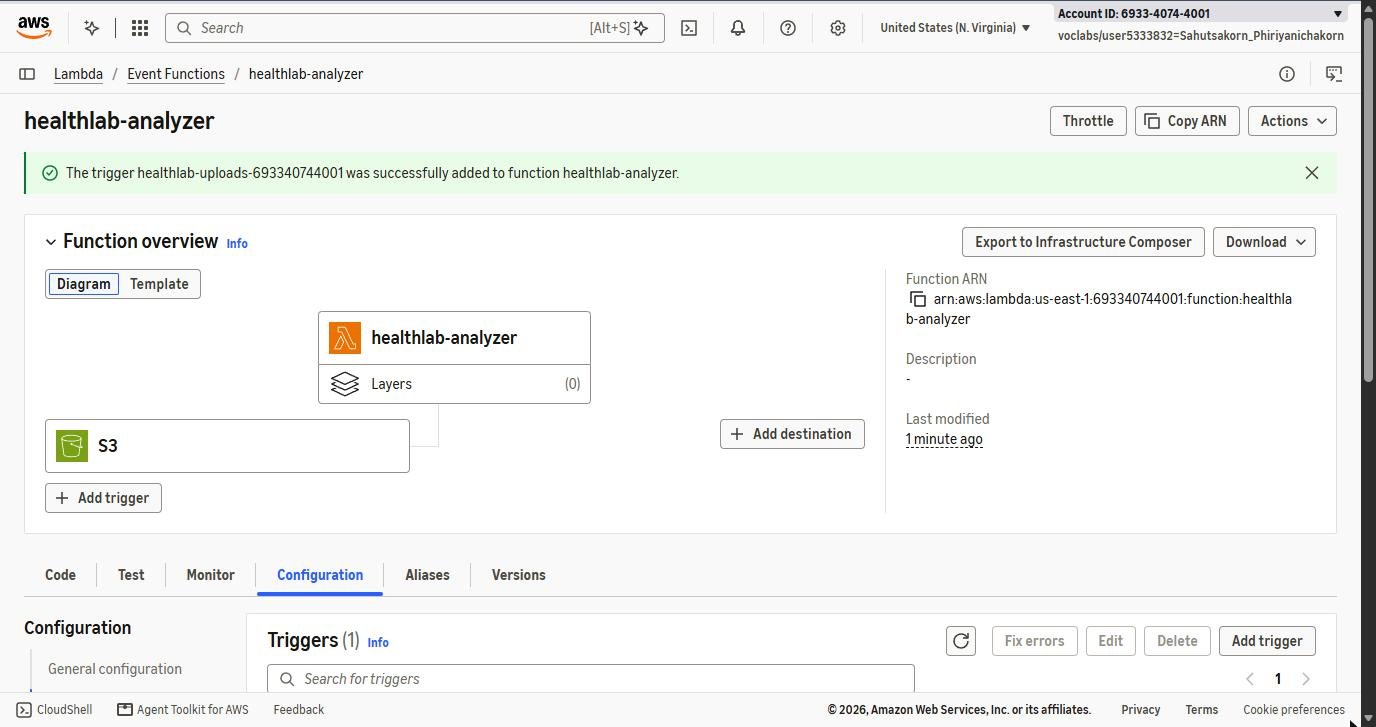 aws
Search
[Alt+S]
United States (N. Virginia)
Account ID: 6933-4074-4001
voclabs/user5333832=Sahutsakorn_Phiriyanichakorn
Lambda / Event Functions / healthlab-analyzer
healthlab-analyzer
Throttle
Copy ARN
Actions
The trigger healthlab-uploads-693340744001 was successfully added to function healthlab-analyzer.
Function overview Info
Export to Infrastructure Composer
Download
Diagram
Template
healthlab-analyzer
Layers
(0)
S3
Add trigger
Add destination
Function ARN
arn:aws:lambda:us-east-1:693340744001:function:healthla
b-analyzer
Description
-
Last modified
1 minute ago
Code
Test
Monitor
Configuration
Aliases
Versions
Configuration
General configuration
Triggers (1) Info
Fix errors
Edit
Delete
Add trigger
Search for triggers
1
CloudShell
Agent Toolkit for AWS
Feedback
© 2026, Amazon Web Services, Inc. or its affiliates.
Privacy
Terms
Cookie preferences